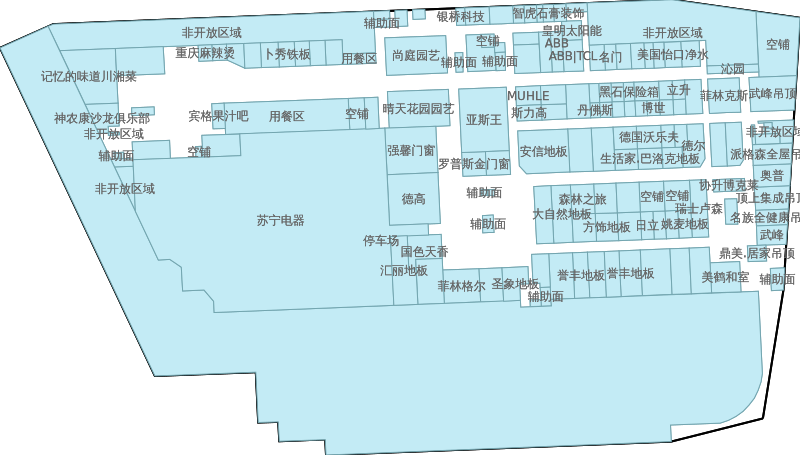 辅助面
银桥科技
智虎石膏装饰
非开放区域
皇明太阳能
非开放区域
空铺
空铺
ABB
重庆麻辣烫
卜秀铁板
用餐区
尚庭园艺
辅助面
辅助面
ABB|TCL
名门
美国怡口净水
沁园
记忆的味道川湘菜
MUHLE
黑石保险箱
立升
菲林克斯
武峰吊顶
神农康沙龙俱乐部
宾格果汁吧
用餐区
空铺
晴天花园园艺
亚斯王
斯力高
丹佛斯
博世
非开放区域
非开放区域
德国沃乐夫
德尔
辅助面
空铺
强馨门窗
罗普斯金门窗
安信地板
生活家.巴洛克地板
派格森全屋吊
奥普
非开放区域
德高
辅助面
森林之旅
空铺
空铺
协升博克莱
顶上集成吊顶
苏宁电器
辅助面
大自然地板
方饰地板
日立
姚麦地板
瑞士卢森
名族全健康吊
武峰
停车场
国色天香
鼎美.居家吊顶
汇丽地板
菲林格尔
圣象地板
辅助面
誉丰地板
誉丰地板
美鹤和室
辅助面